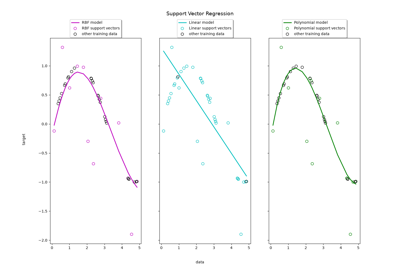 Support Vector Regression
RBF model
RBF support vectors
other training data
Linear model
Linear support vectors
other training data
Polynomial model
Polynomial support vectors
other training data
target
1.0
0.5
0.0
−0.5
−1.0
−1.5
−2.0
0 1 2 3 4 5
0 1 2 3 4 5
0 1 2 3 4 5
data